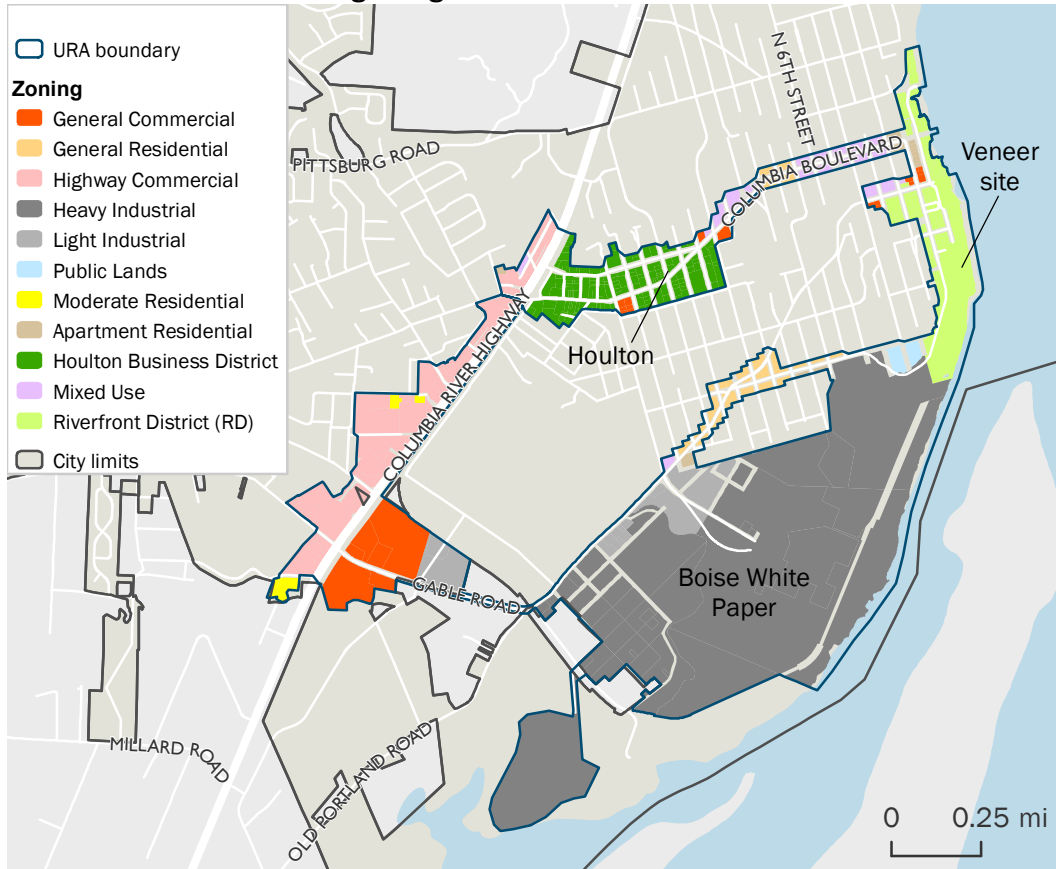 URA boundary
Zoning
General Commercial
General Residential
Highway Commercial
Heavy Industrial
Light Industrial
Public Lands
Moderate Residential
Apartment Residential
Houlton Business District
Mixed Use
Riverfront District (RD)
City limits
PITTSBURG ROAD
N 6TH STREET
COLUMBIA BOULEVARD
Veneer
site
Houlton
COLUMBIA RIVER HIGHWAY
GABLE ROAD
Boise White
Paper
MILLARD ROAD
OLD PORTLAND ROAD
0 0.25 mi